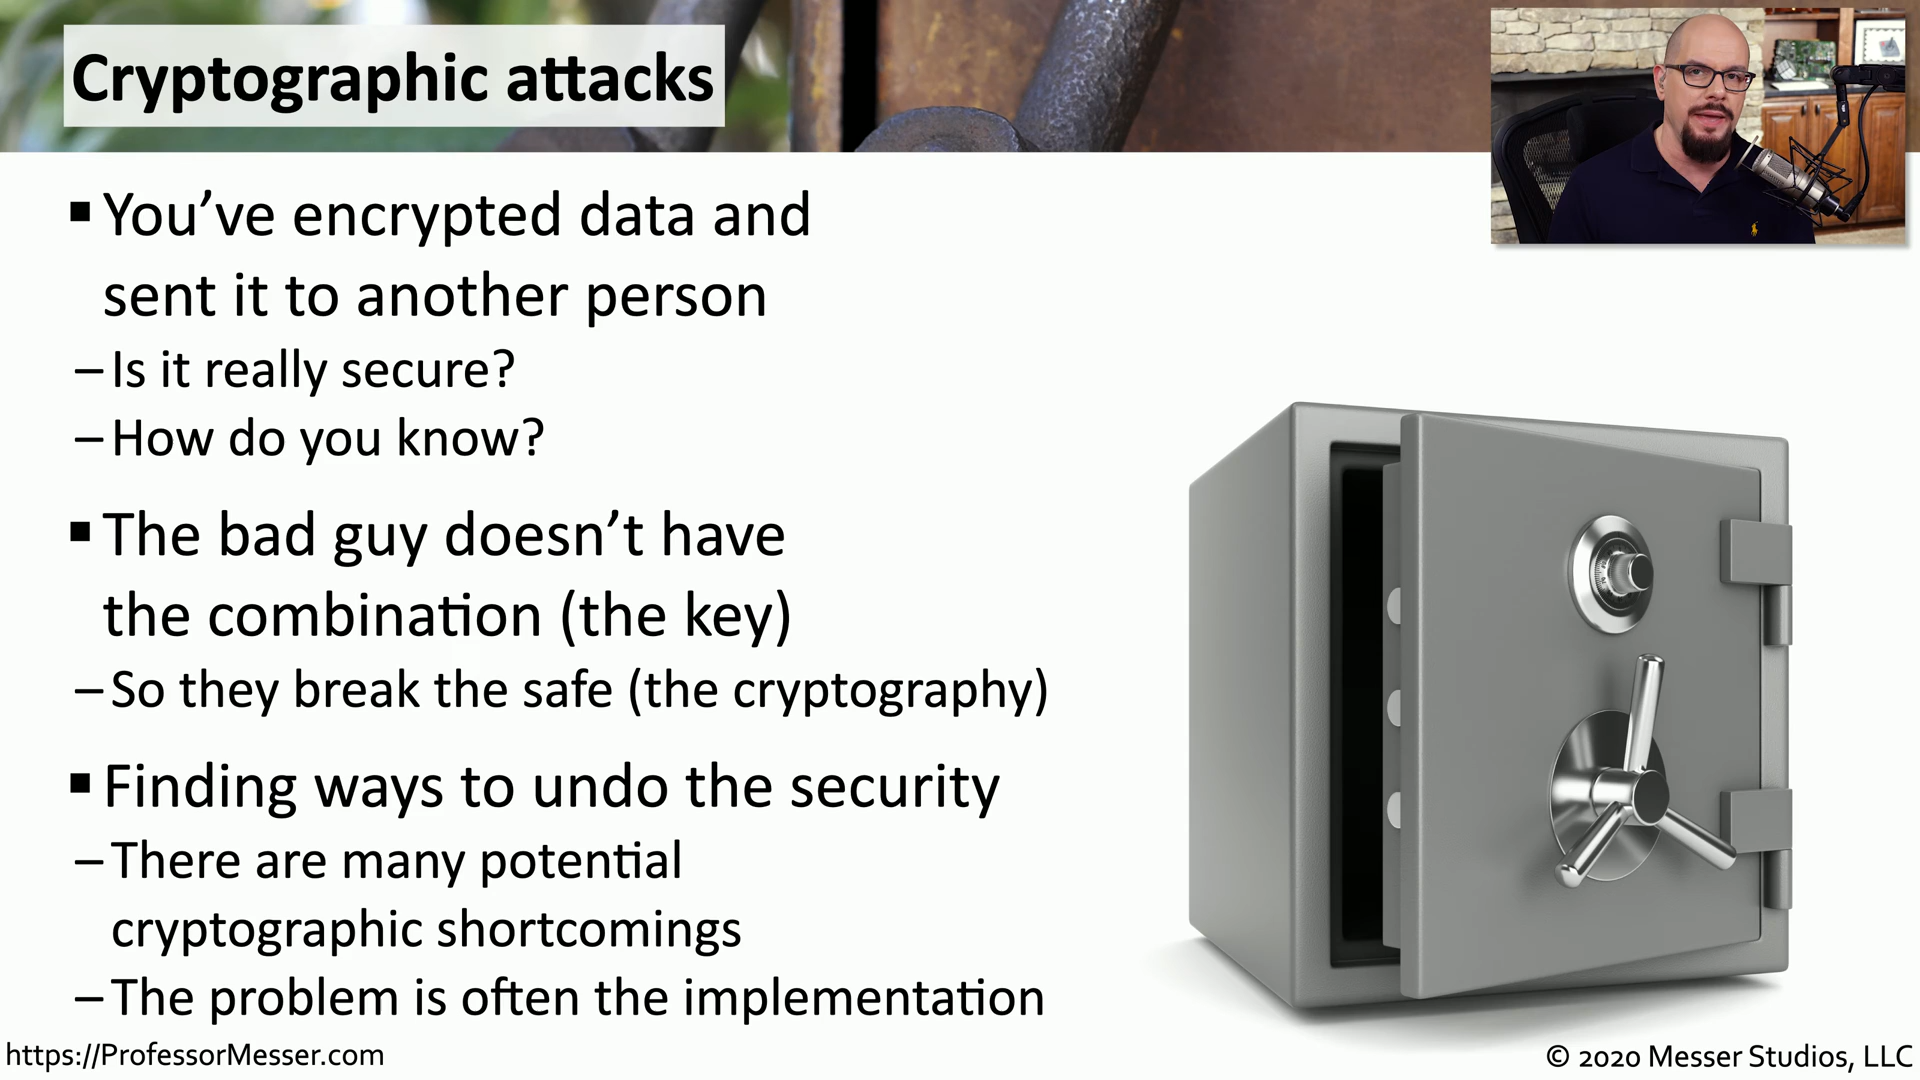 Cryptographic attacks
▪ You’ve encrypted data and
sent it to another person
– Is it really secure?
– How do you know?
▪ The bad guy doesn’t have
the combination (the key)
– So they break the safe (the cryptography)
▪ Finding ways to undo the security
– There are many potential
cryptographic shortcomings
– The problem is often the implementation
https://ProfessorMesser.com
© 2020 Messer Studios, LLC